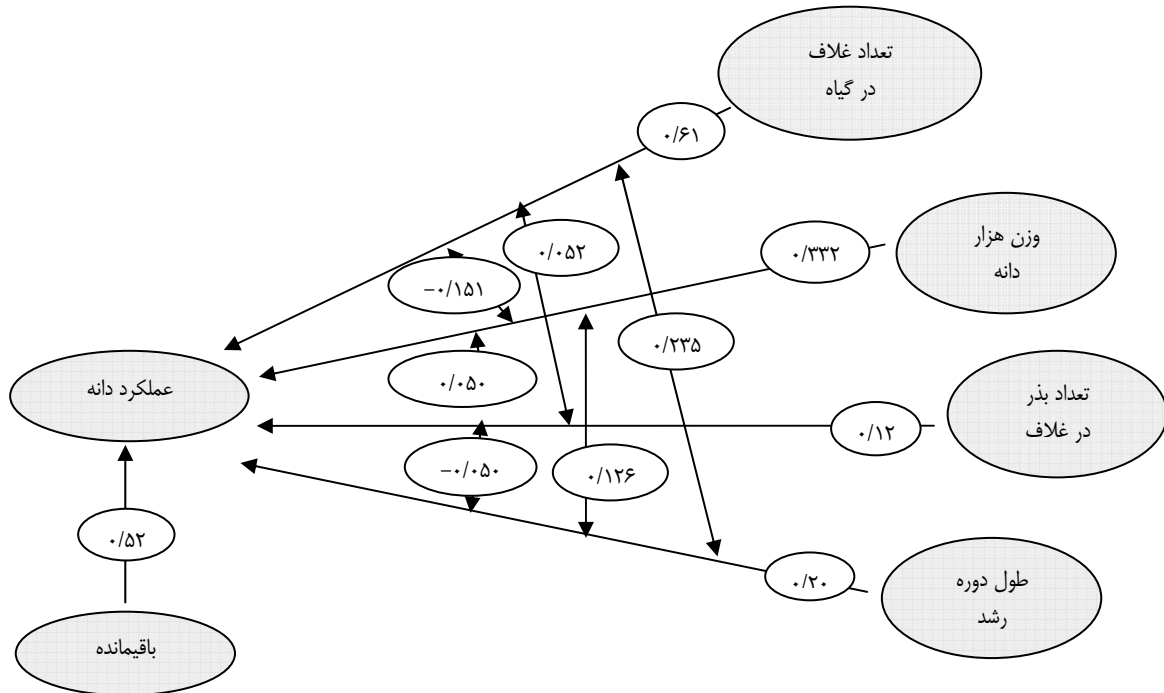 تعداد غلاف
در گیاه
۰/۶۱
وزن هزار
دانه
۰/۳۳۲
۰/۰۵۲
-۰/۱۵۱
۰/۲۳۵
عملکرد دانه
۰/۰۵۰
تعداد بذر
در غلاف
۰/۱۲
-۰/۰۵۰
۰/۱۲۶
۰/۵۲
طول دوره
رشد
۰/۲۰
باقیمانده